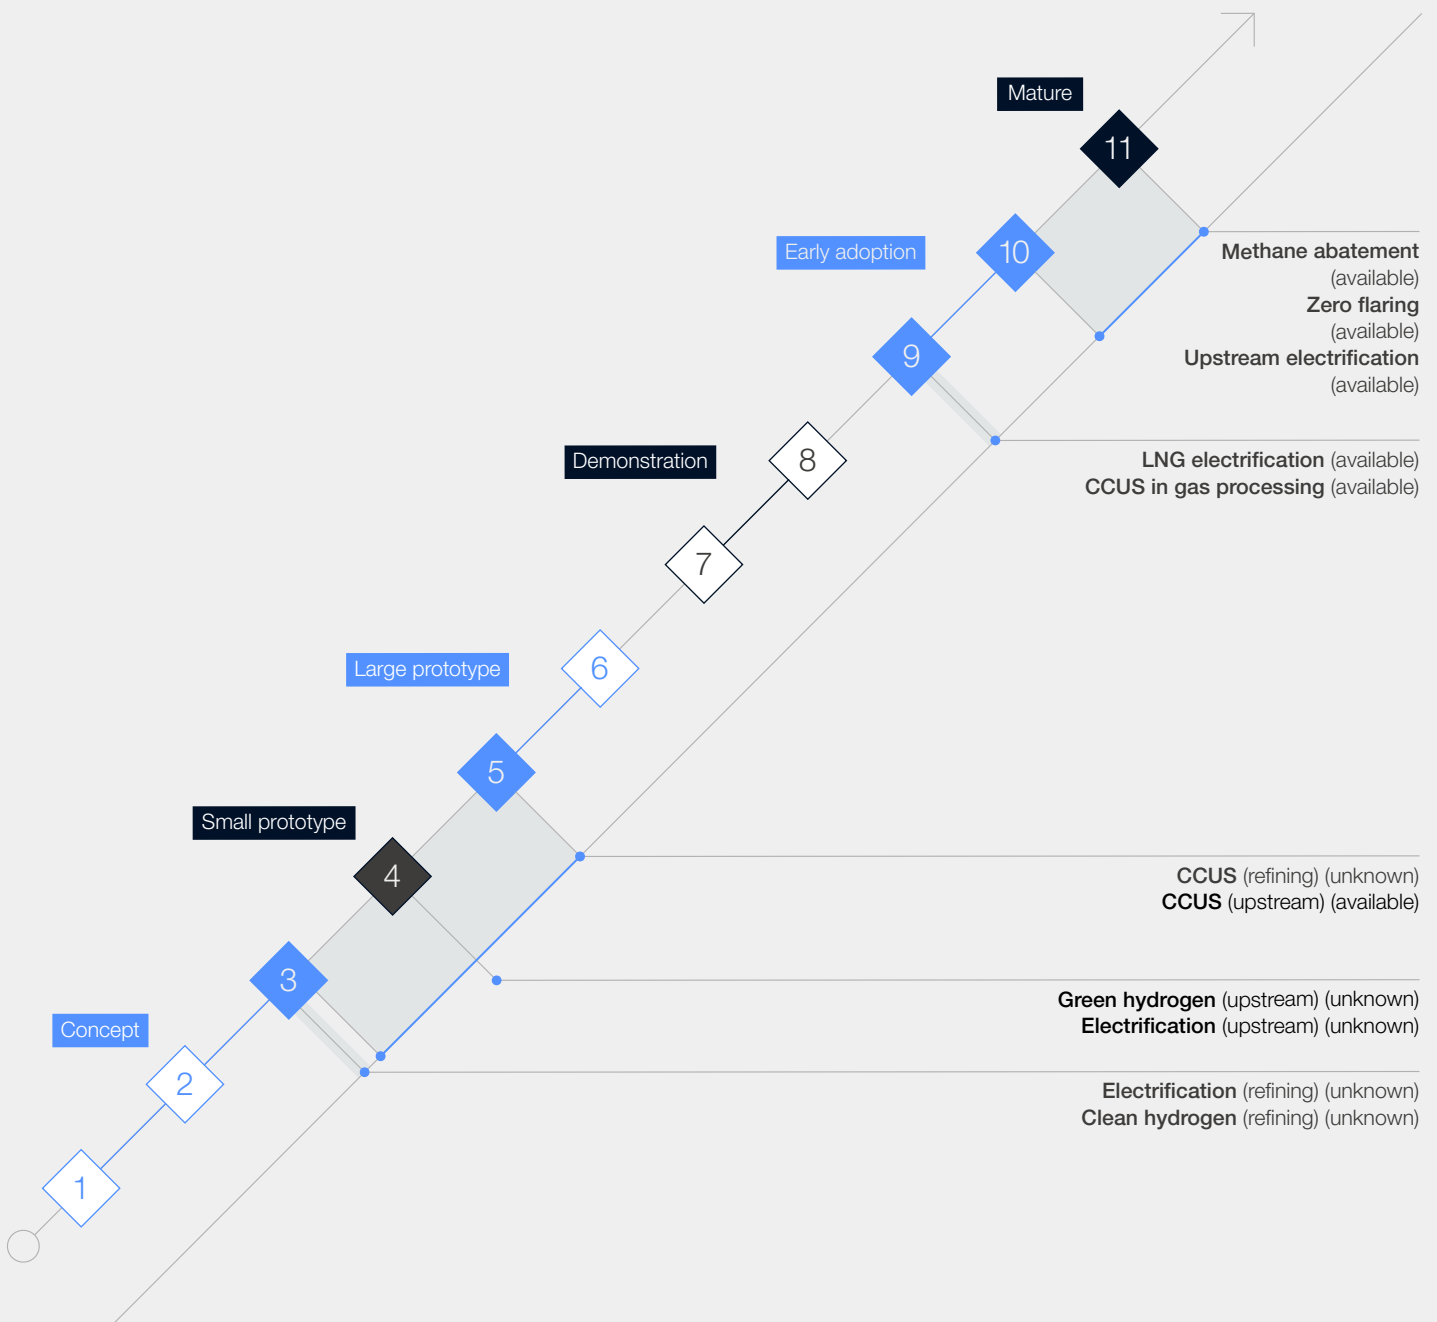 Mature
11
Early adoption
10
Methane abatement
(available)
Zero flaring
(available)
Upstream electrification
(available)
9
Demonstration
8
LNG electrification (available)
CCUS in gas processing (available)
7
Large prototype
6
5
Small prototype
4
CCUS (refining) (unknown)
CCUS (upstream) (available)
3
Green hydrogen (upstream) (unknown)
Electrification (upstream) (unknown)
Concept
2
Electrification (refining) (unknown)
Clean hydrogen (refining) (unknown)
1